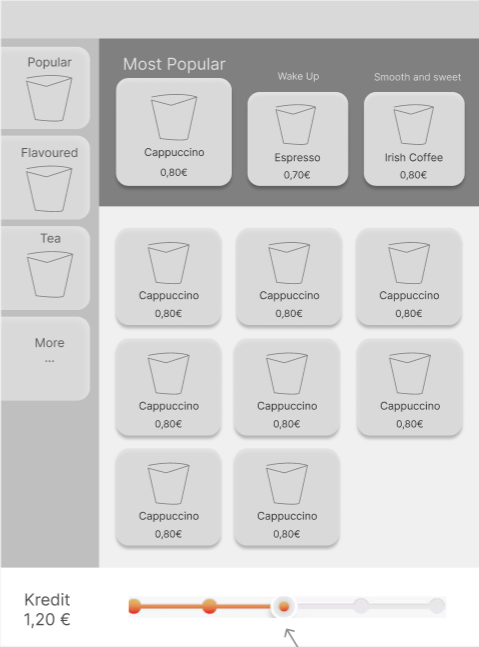 Popular
Flavoured
Tea
More
...
Most Popular
Cappuccino
0,80€
Wake Up
Espresso
0,70€
Smooth and sweet
Irish Coffee
0,80€
Cappuccino
0,80€
Cappuccino
0,80€
Cappuccino
0,80€
Cappuccino
0,80€
Cappuccino
0,80€
Cappuccino
0,80€
Cappuccino
0,80€
Cappuccino
0,80€
Kredit
1,20 €